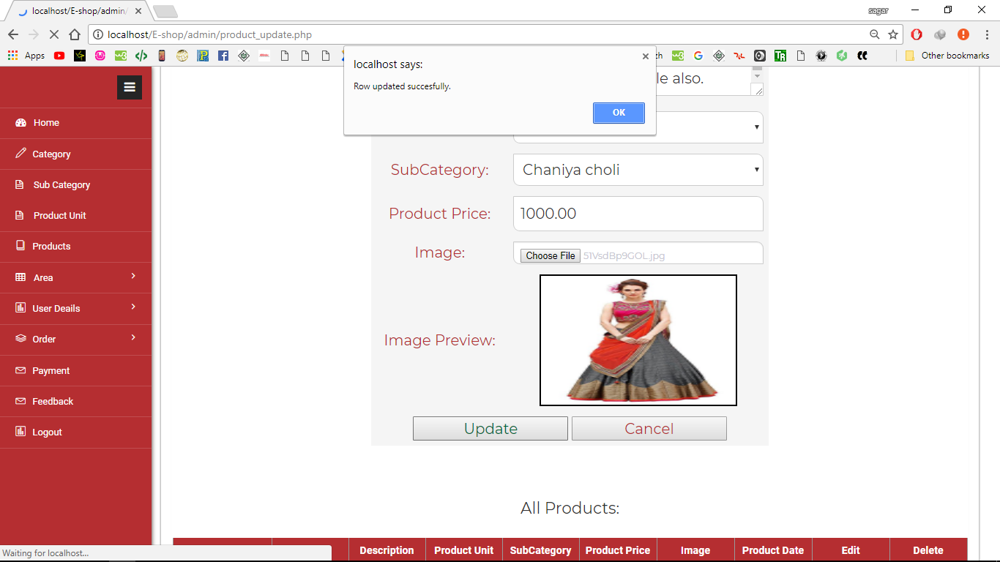 localhost/E-shop/admin/
sagar
localhost/E-shop/admin/product_update.php
Apps
Other bookmarks
localhost says:
Row updated succesfully.
OK
le also.
Home
Category
Sub Category
Product Unit
Products
Area
User Deails
Order
Payment
Feedback
Logout
SubCategory:
Chaniya choli
Product Price:
1000.00
Image:
Choose File 51VsdBp9GOL.jpg
Image Preview:
Update
Cancel
All Products:
Description Product Unit SubCategory Product Price Image Product Date Edit Delete
Waiting for localhost...